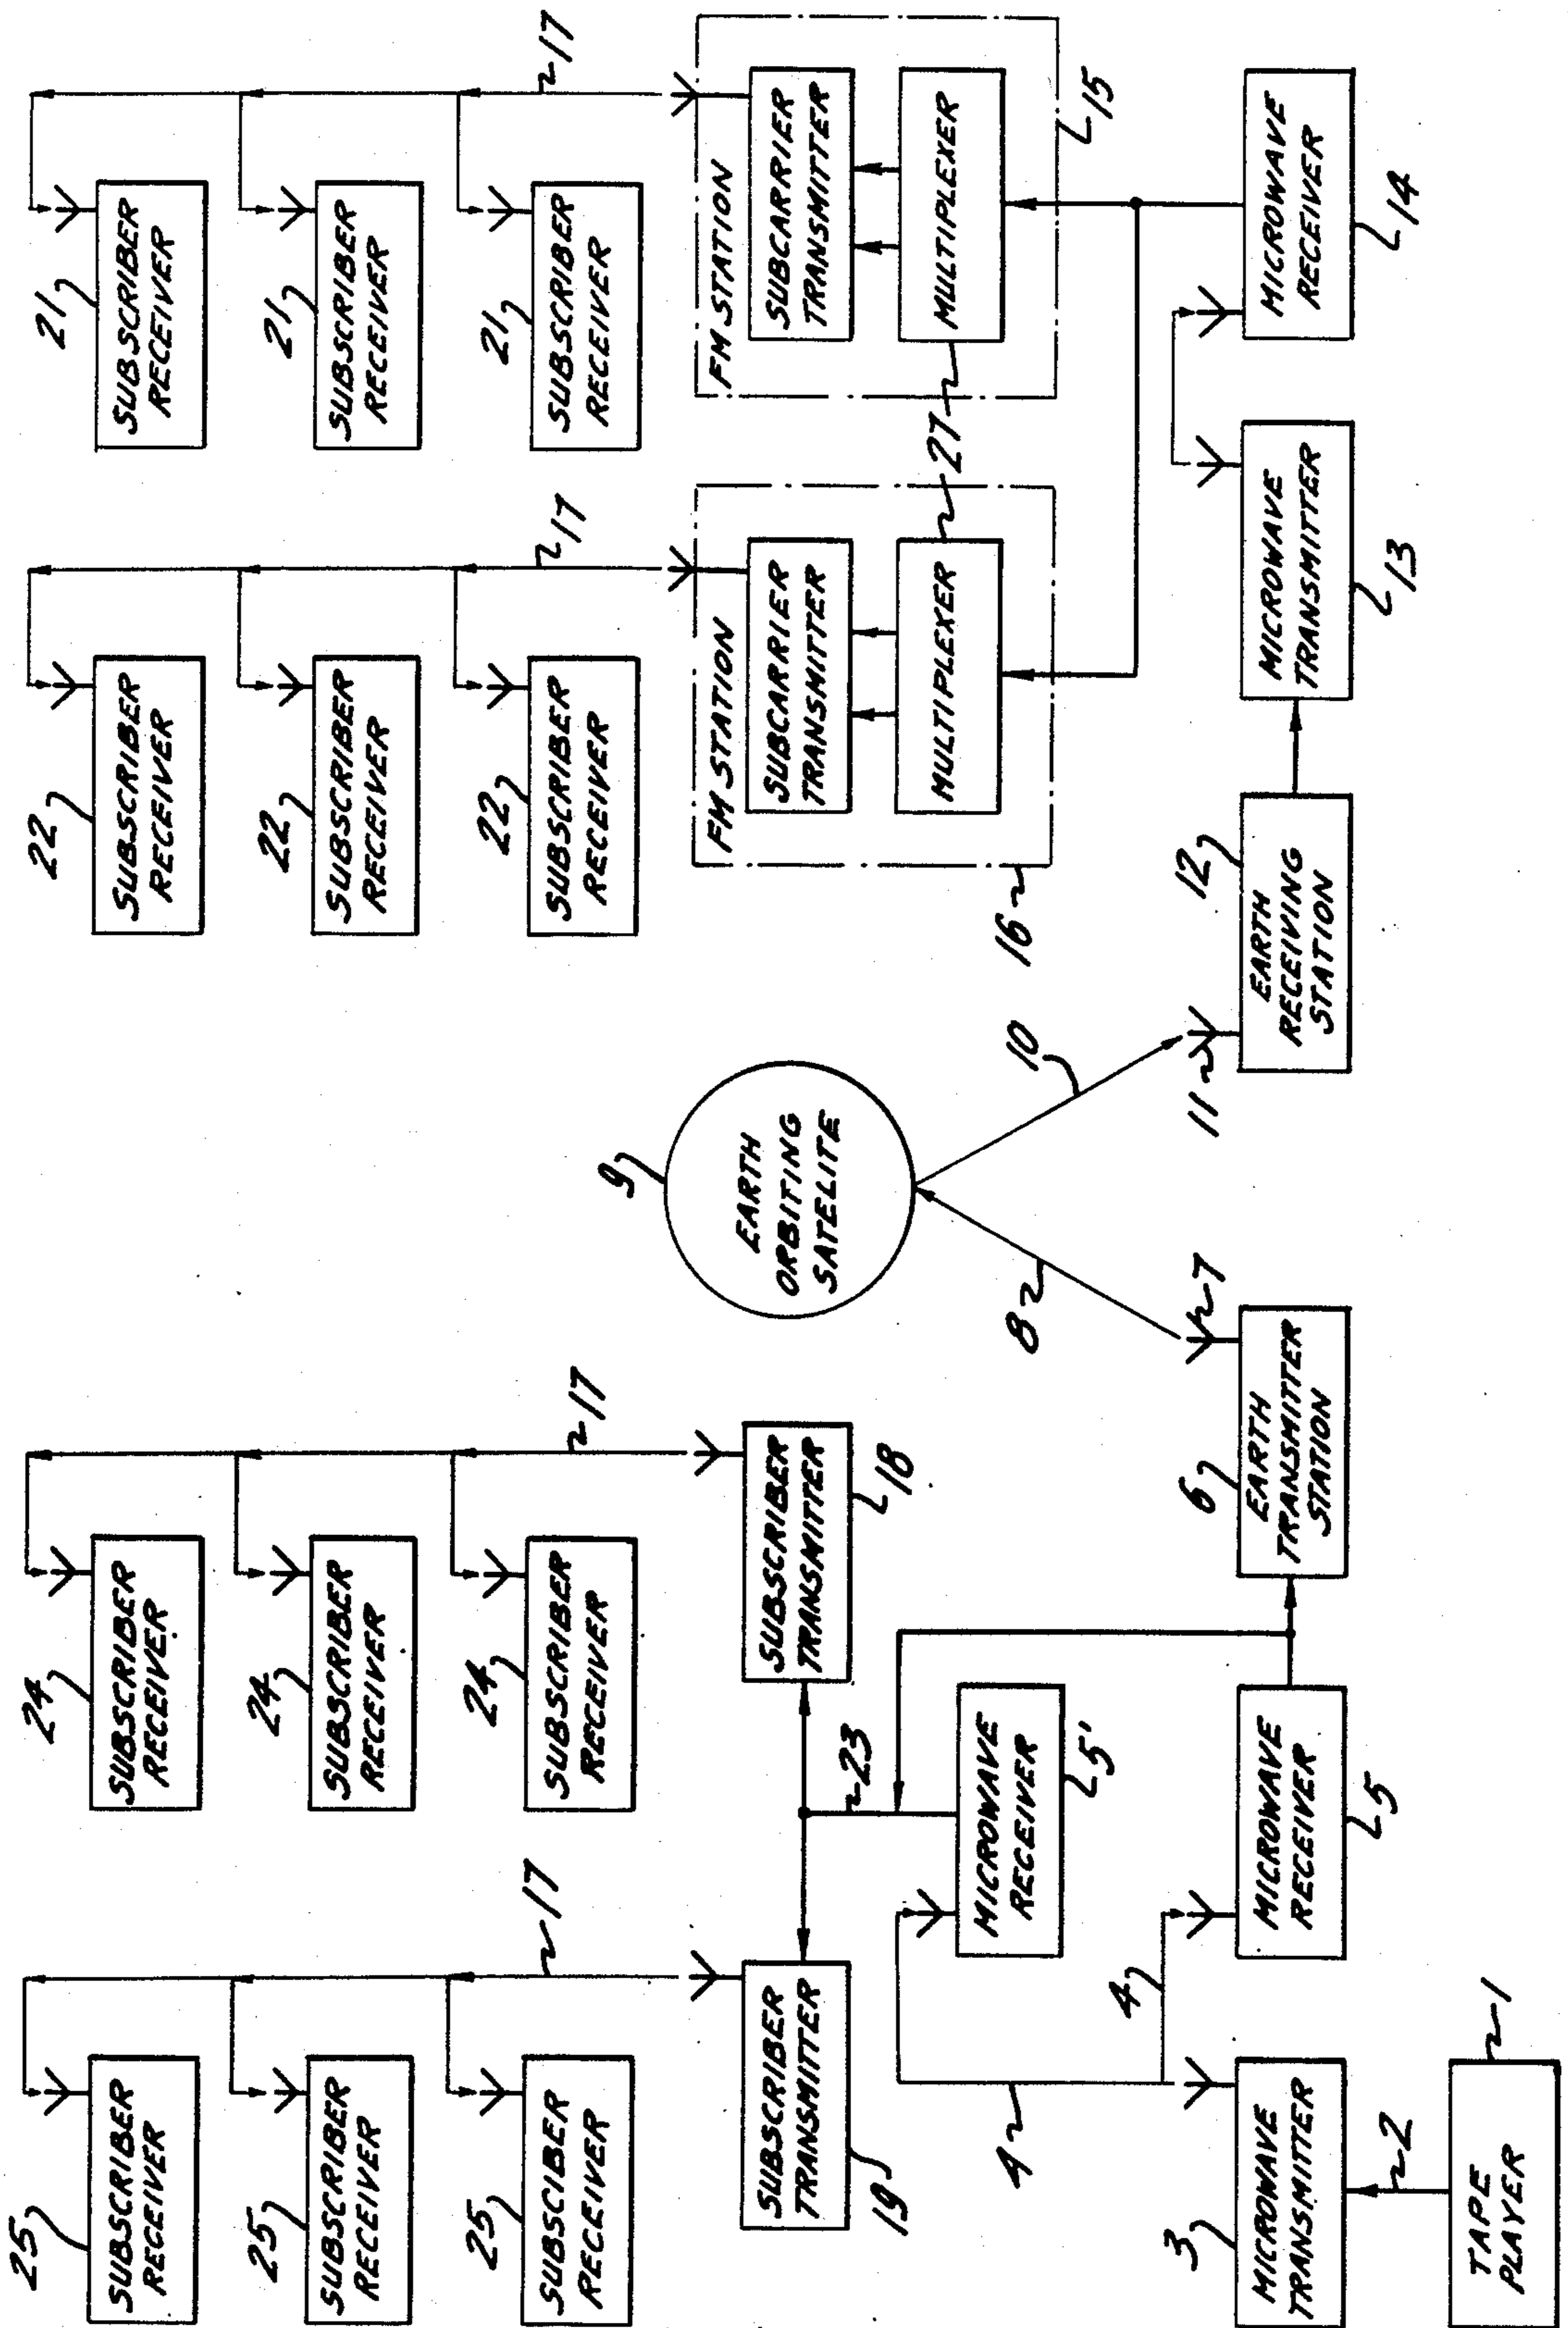 25
SUBSCRIBER
RECEIVER
25
SUBSCRIBER
RECEIVER
25
SUBSCIBER
RECEIVER
17
SUBSCRIBER
TRANSMITTER
19
24
SUBSCRIBER
RECEIVER
24
SUBSCRIBER
RECEIVER
24
SUBSCRIBER
RECEIVER
17
SUBSCRIBER
TRANSMITTER
18
23
22
SUBSCRIBER
RECEIVER
22
SUBSCRIBER
RECEIVER
22
SUBSCRIBER
RECEIVER
17
FM STATION
SUBCARRIER
TRANSMITTER
MULTIPLEXER
16
27
21
SUBSCRIBER
RECEIVER
21
SUBSCRIBER
RECEIVER
21
SUBSCRIBER
RECEIVER
17
FM STATION
SUBCARRIER
TRANSMITTER
MULTIPLEXER
15
9
EARTH
ORBITING
SATELITE
8
10
MICROWAVE
RECEIVER
5'
4
4
3
MICROWAVE
TRANSMITTER
2
TAPE
PLAYER
1
MICROWAVE
RECEIVER
5
6
EARTH
TRANSMITTER
STATION
7
11
12
EARTH
RECEIVING
STATION
MICROWAVE
TRANSMITTER
13
MICROWAVE
RECEIVER
14